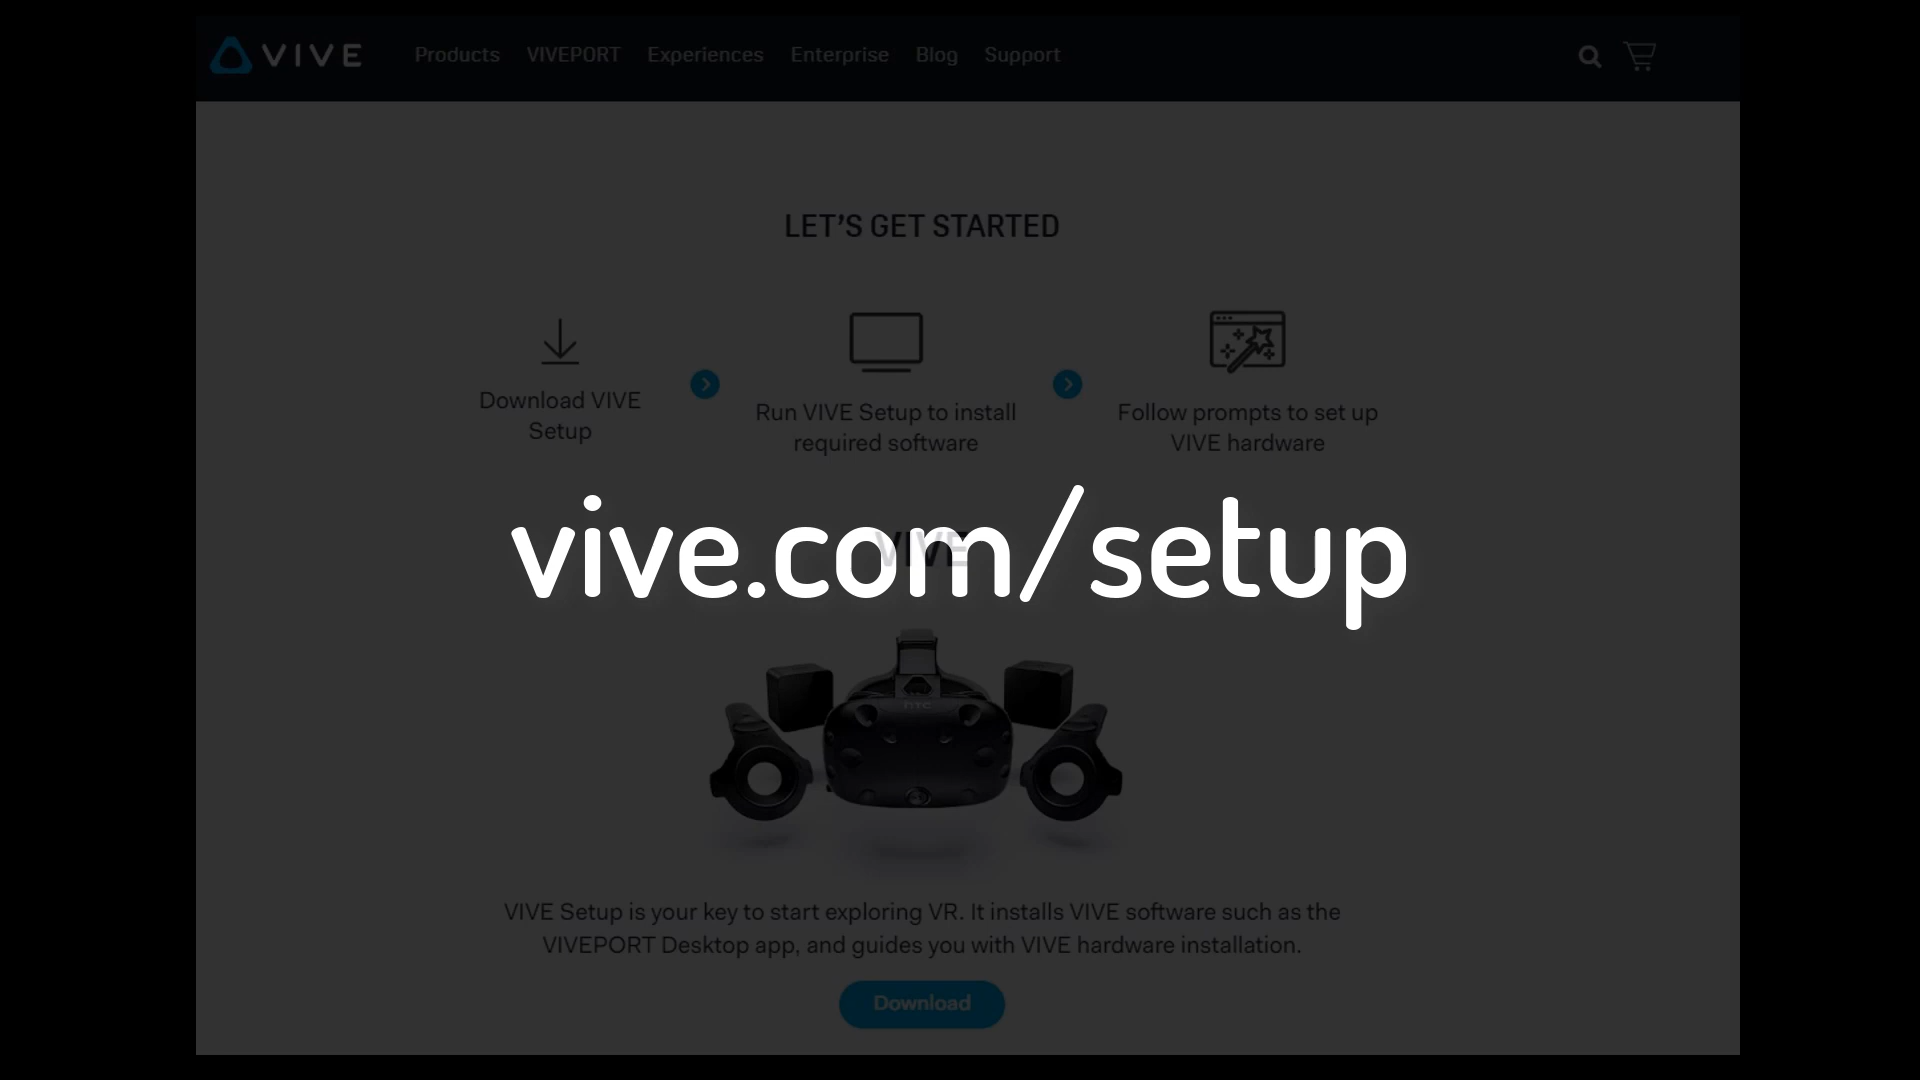 VIVE
Products VIVEPORT Experiences Enterprise Blog Support
LET'S GET STARTED
Download VIVE
Setup
Run VIVE Setup to install
required software
Follow prompts to set up
VIVE hardware
VIVE
vive.com/setup
hTC
VIVE Setup is your key to start exploring VR. It installs VIVE software such as the
VIVEPORT Desktop app, and guides you with VIVE hardware installation.
Download